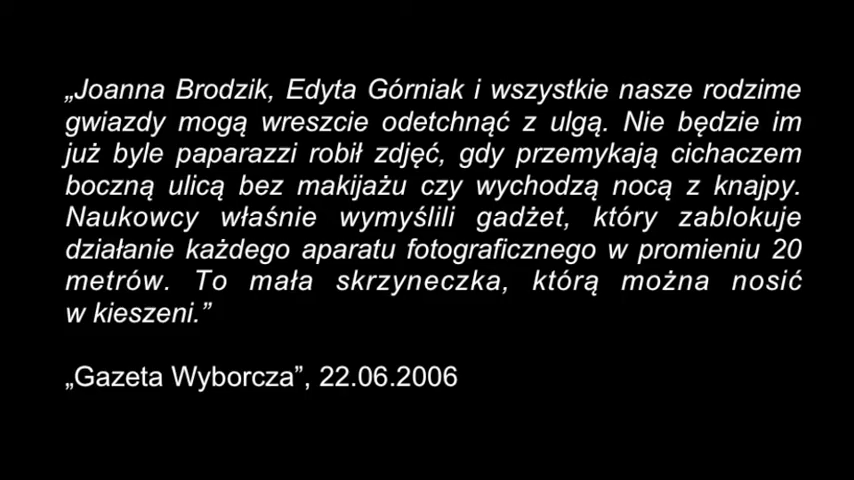 „Joanna Brodzik, Edyta Górniak i wszystkie nasze rodzime
gwiazdy mogą wreszcie odetchnąć z ulgą. Nie będzie im
już byle paparazzi robił zdjęć, gdy przemykają cichaczem
boczną ulicą bez makijażu czy wychodzą nocą z knajpy.
Naukowcy właśnie wymyślili gadżet, który zablokuje
działanie każdego aparatu fotograficznego w promieniu 20
metrów. To mała skrzyneczka, którą można nosić
w kieszeni.”
„Gazeta Wyborcza”, 22.06.2006